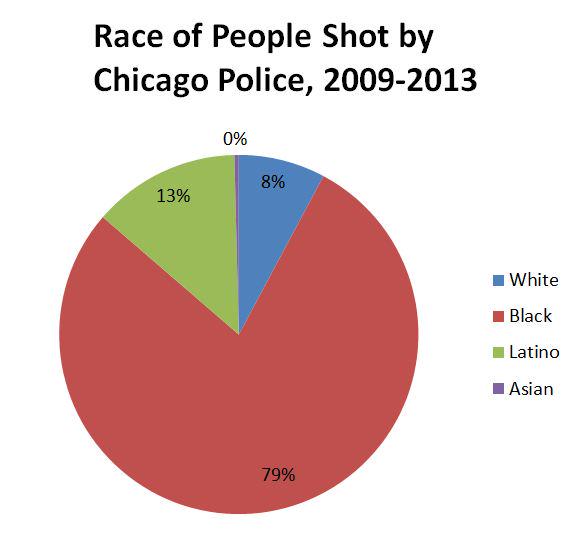 Race of People Shot by
Chicago Police, 2009-2013
0%
8%
13%
79%
White
Black
Latino
Asian